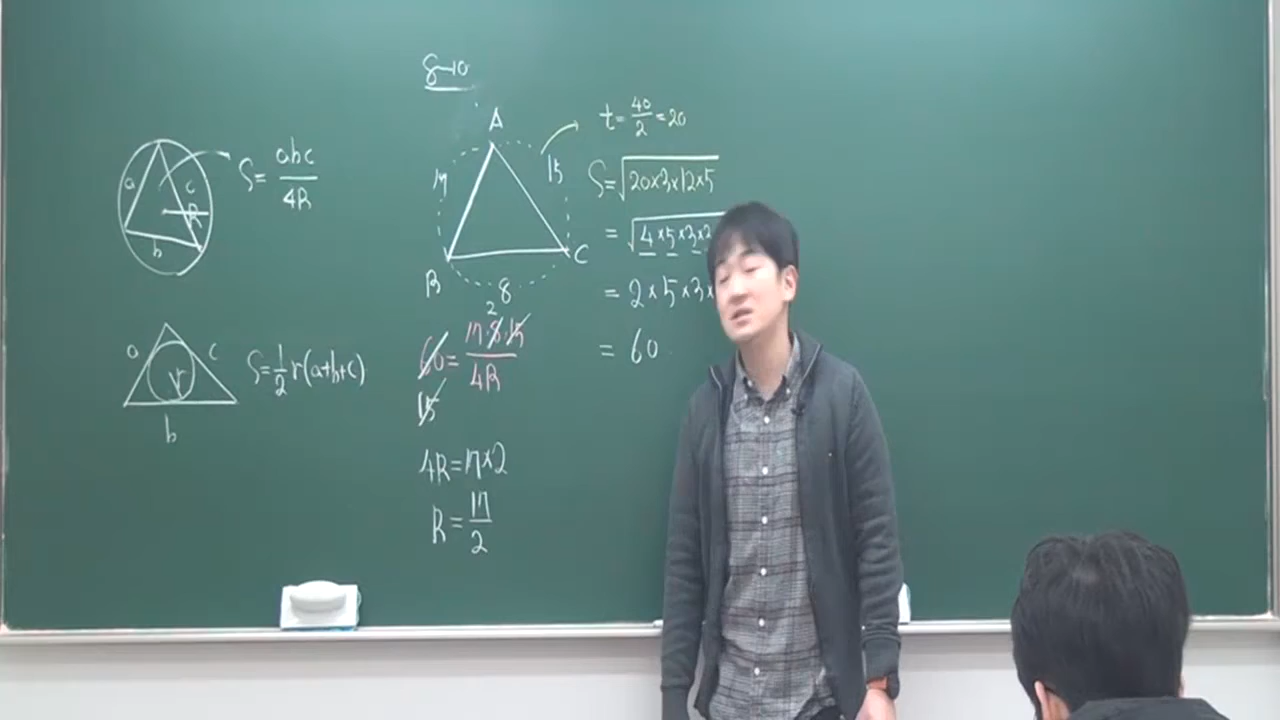 a
c
R
b
S = abc/4R
a
c
r
b
S = 1/2 r(a+b+c)
8-10
A
17
15
B
C
8
60 = 17·8·15/4R
2
15
4R = 17×2
R = 17/2
t = 40/2 = 20
S = √20×3×12×5
= √4×5×3×
= 2×5×3×
= 60